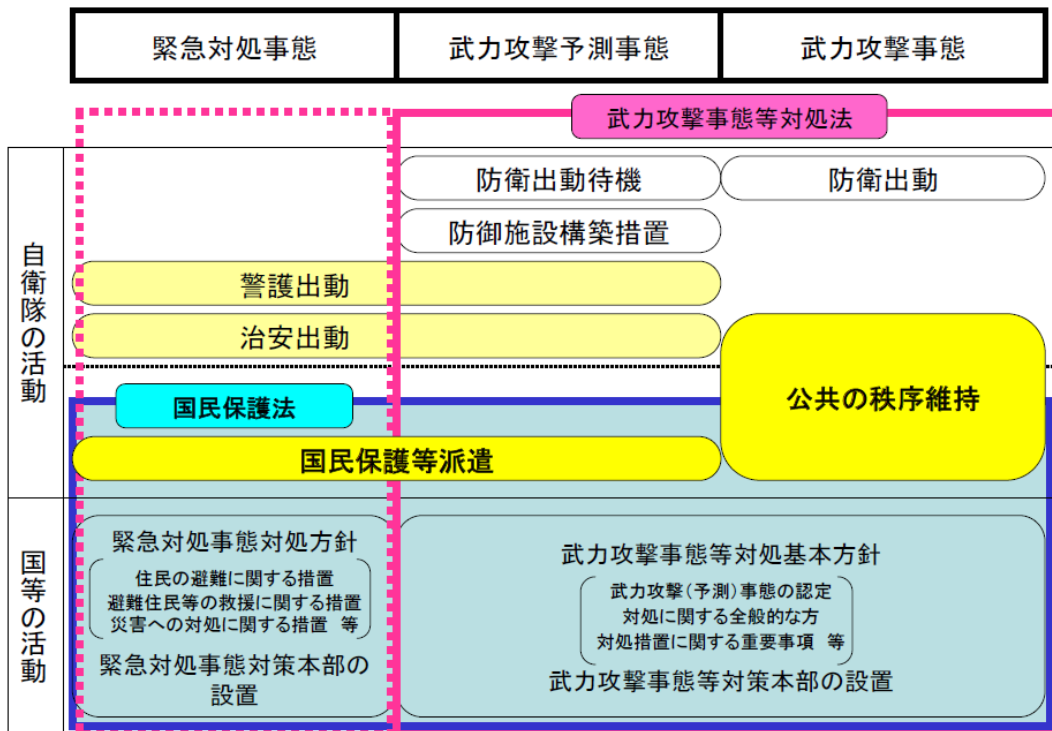 緊急対処事態
武力攻撃予測事態
武力攻撃事態
武力攻撃事態等対処法
自衛隊の活動
防衛出動待機
防衛出動
防御施設構築措置
警護出動
治安出動
公共の秩序維持
国民保護法
国民保護等派遣
国等の活動
緊急対処事態対処方針
住民の避難に関する措置
避難住民等の救援に関する措置
災害への対処に関する措置 等
緊急対処事態対策本部の
設置
武力攻撃事態等対処基本方針
武力攻撃(予測)事態の認定
対処に関する全般的な方
対処措置に関する重要事項 等
武力攻撃事態等対策本部の設置